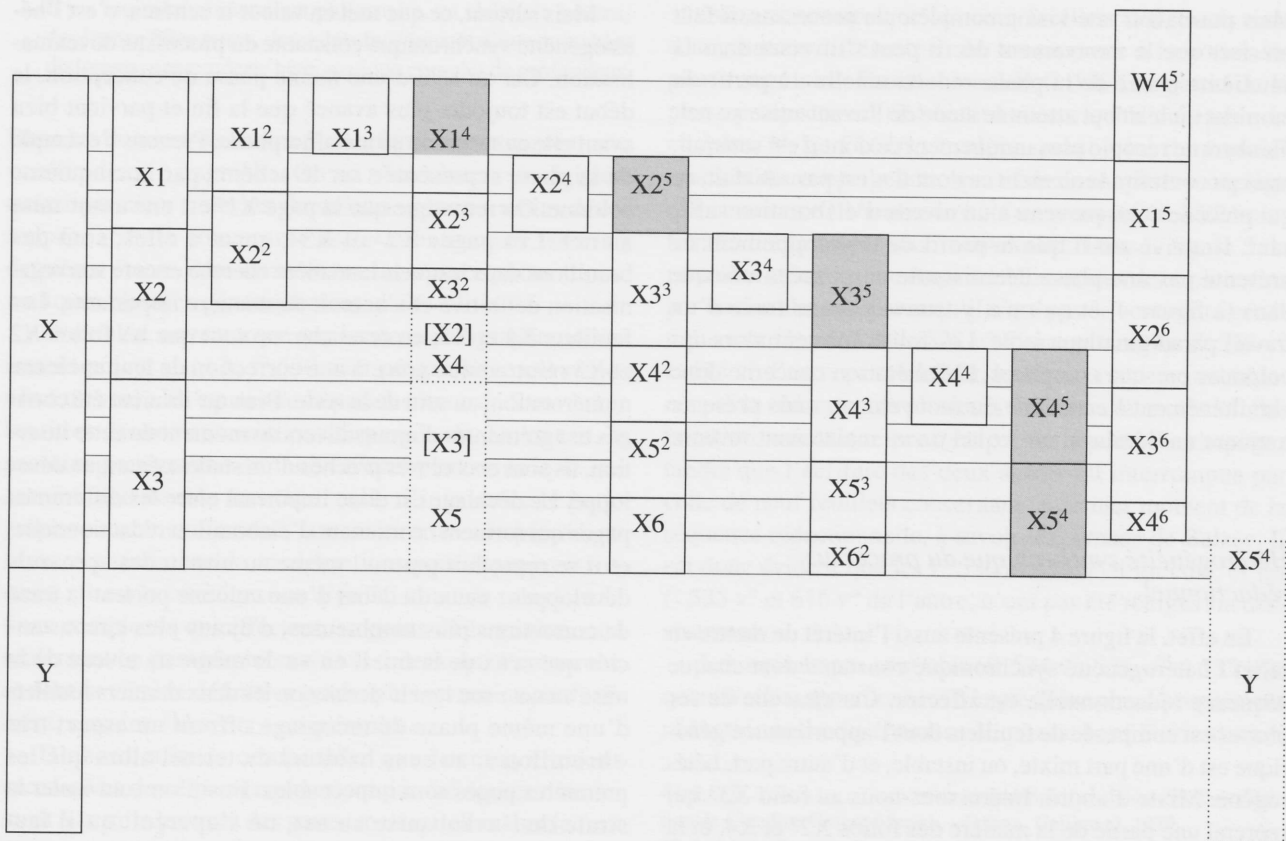 W4⁵
X1² X1³ X1⁴
X1 X2⁴ X2⁵
X2³ X1⁵
X2² X3⁴
X2 X3² X3³ X3⁵
X [X2] X2⁶
X4 X4² X4⁴
X4³ X4⁵
[X3] X5² X3⁶
X3 X5³
X5 X6 X5⁴ X4⁶
X6² X5⁴
Y Y